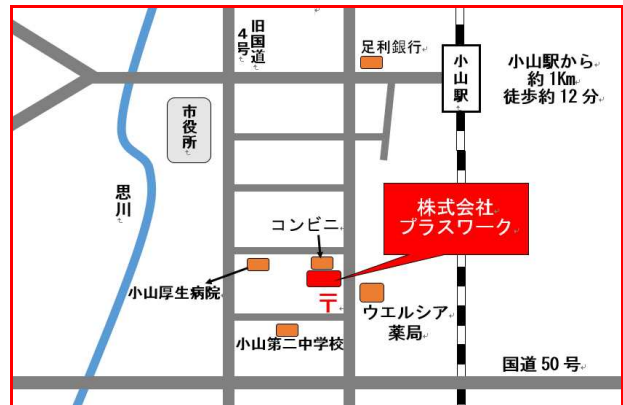 旧国道
4号
足利銀行
小山駅
小山駅から
約1Km
徒歩約12分
市役所
思川
株式会社
プラスワーク
コンビニ
小山厚生病院
〒
ウエルシア
薬局
小山第二中学校
国道50号